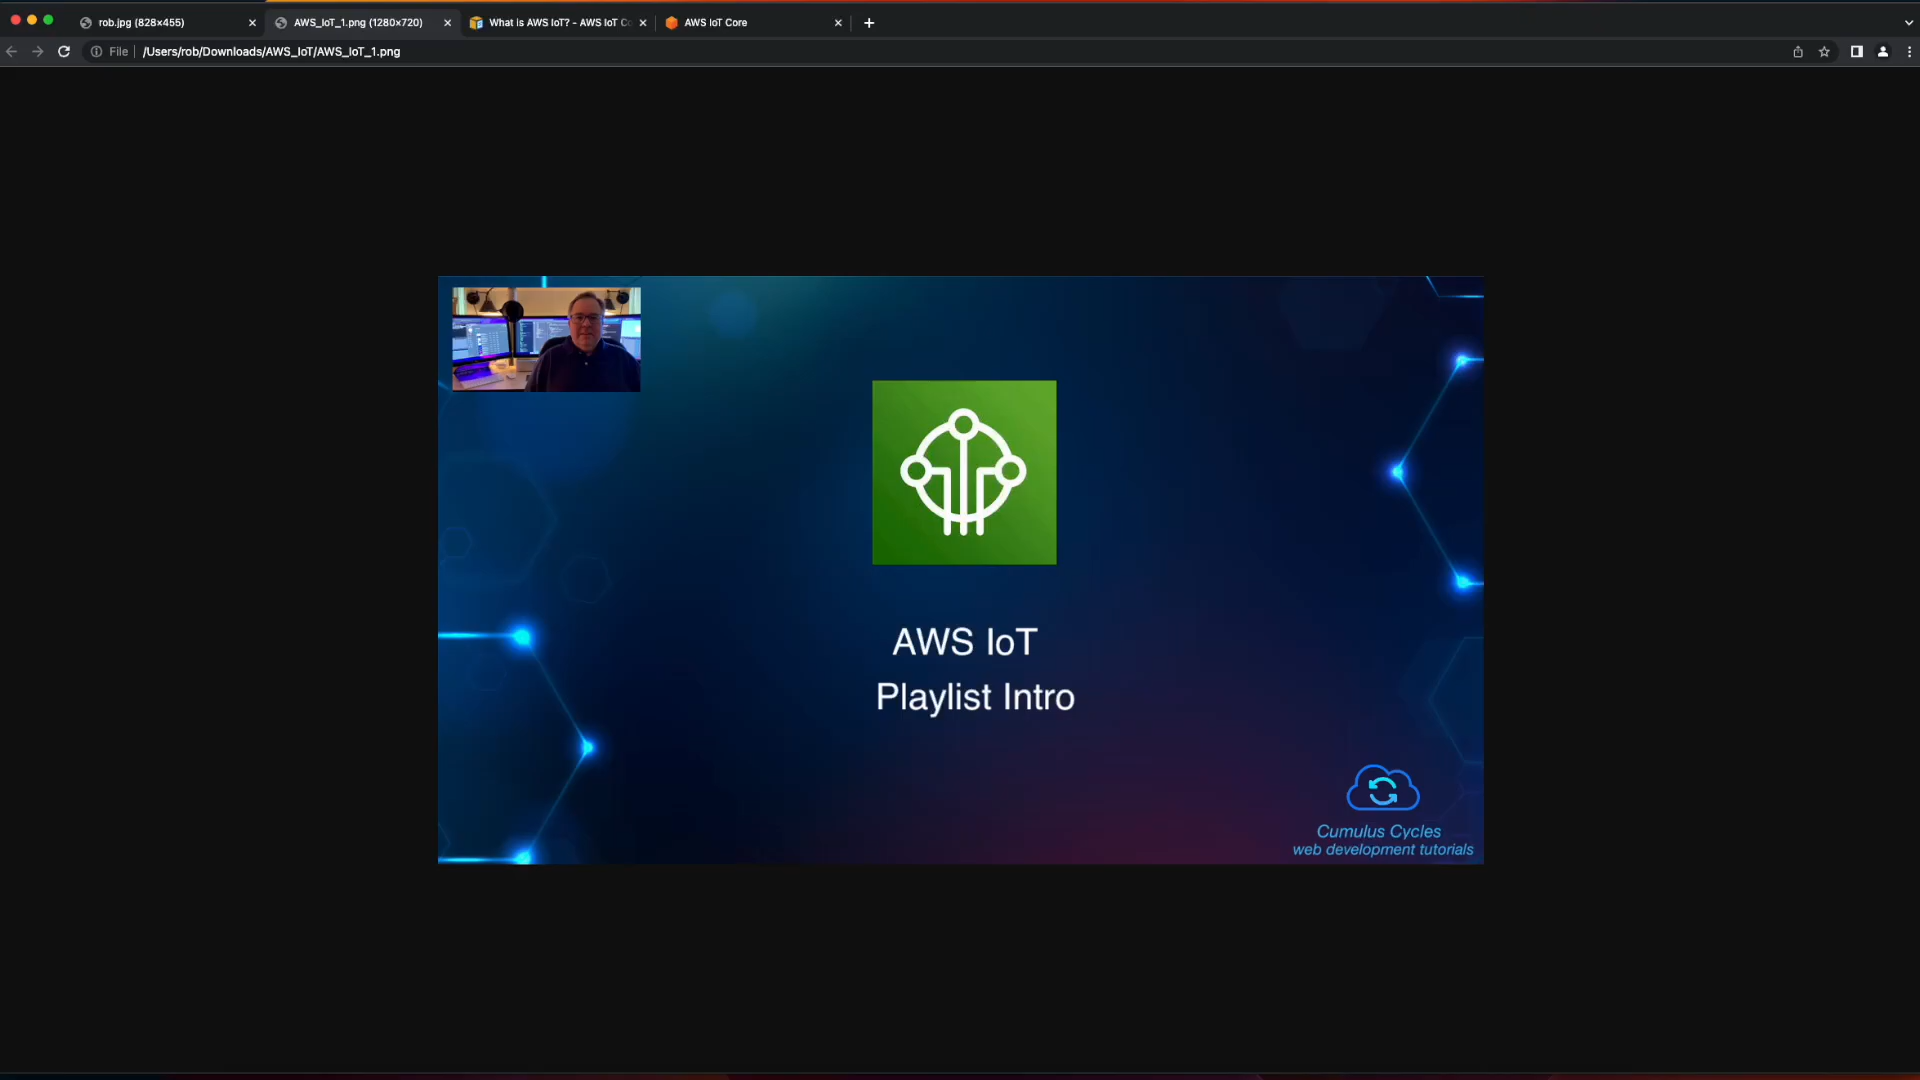 rob.jpg (828×455)
AWS_IoT_1.png (1280×720)
What is AWS IoT? - AWS IoT Co
AWS IoT Core
File
/Users/rob/Downloads/AWS_IoT/AWS_IoT_1.png
AWS IoT
Playlist Intro
Cumulus Cycles
web development tutorials